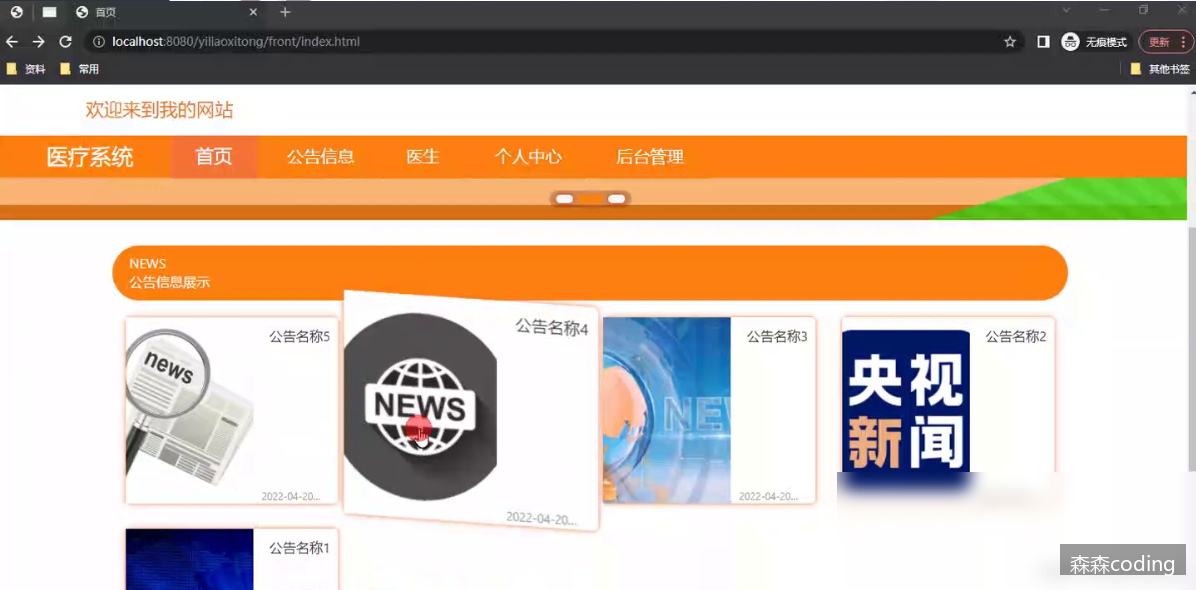 首页
localhost:8080/yiliaoxitong/front/index.html
无痕模式
更新
资料
常用
其他书签
欢迎来到我的网站
医疗系统
首页
公告信息
医生
个人中心
后台管理
NEWS
公告信息展示
news
公告名称5
2022-04-20...
NEWS
公告名称4
2022-04-20...
NEW
公告名称3
2022-04-20...
央视
新闻
公告名称2
公告名称1
森森coding